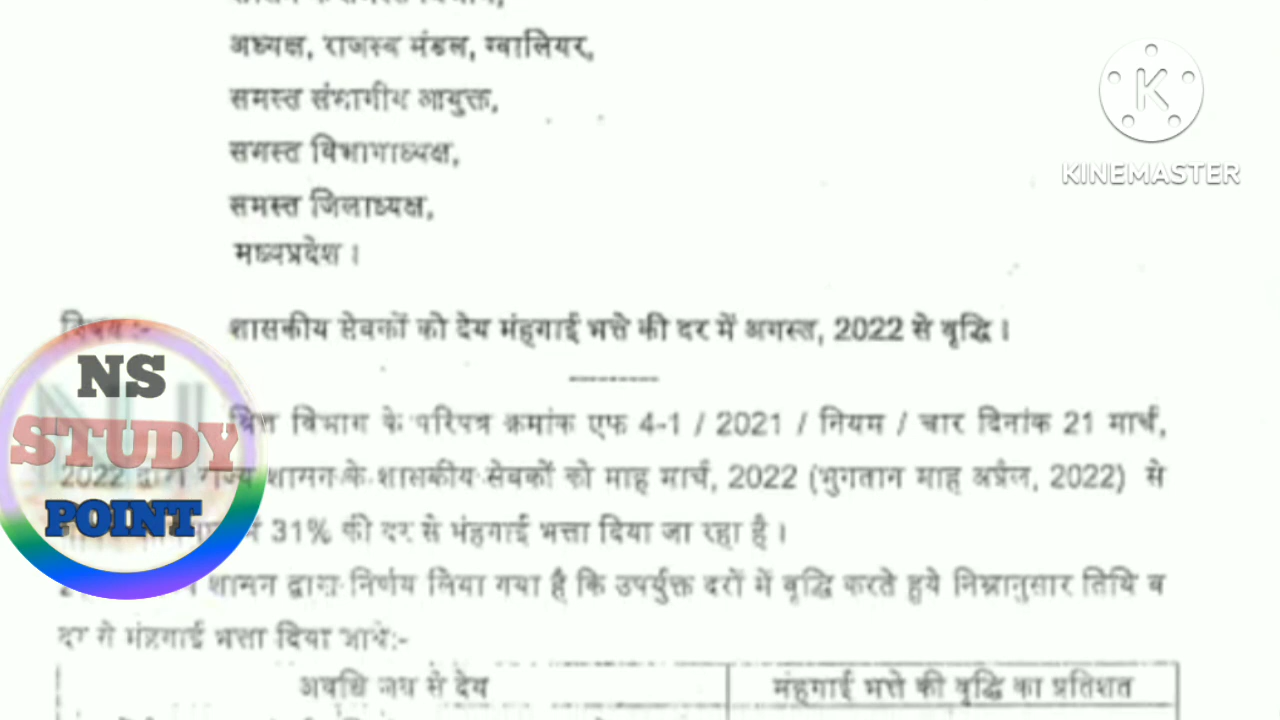 अध्यक्ष, राजस्व मंडल, ग्वालियर,
समस्त संभागीय आयुक्त,
समस्त विभागाध्यक्ष,
समस्त जिलाध्यक्ष,
मध्यप्रदेश ।
विषय :- शासकीय सेवकों को देय मंहगाई भत्ते की दर में अगस्त, 2022 से वृद्धि ।
---------
वित्त विभाग के परिपत्र क्रमांक एफ 4-1 / 2021 / नियम / चार दिनांक 21 मार्च,
2022 द्वारा राज्य शासन के शासकीय सेवकों को माह मार्च, 2022 (भुगतान माह अप्रैल, 2022) से
में 31% की दर से मंहगाई भत्ता दिया जा रहा है ।
शासन द्वारा निर्णय लिया गया है कि उपर्युक्त दरों में वृद्धि करते हुये निम्नानुसार तिथि व
दर से मंहगाई भत्ता दिया जावे:-
अवधि जब से देय मंहगाई भत्ते की वृद्धि का प्रतिशत
K
KINEMASTER
NS
STUDY
POINT